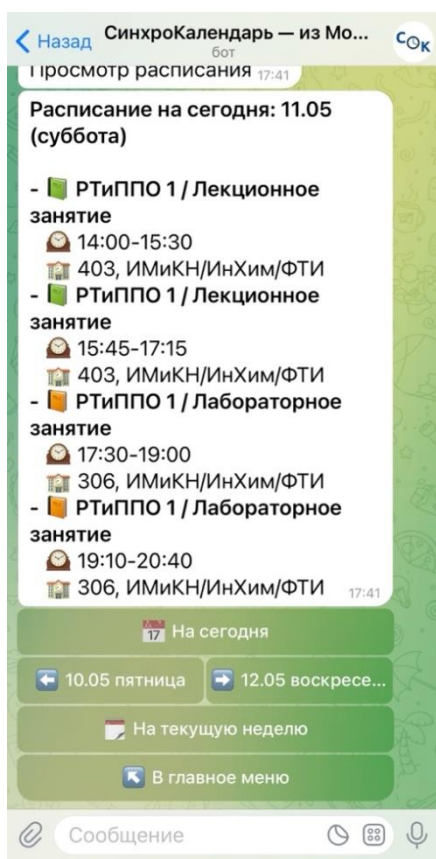 Назад
СинхроКалендарь — из Мо...
бот
СОК
Просмотр расписания 17:41
Расписание на сегодня: 11.05
(суббота)
- РТиППО 1 / Лекционное
занятие
14:00-15:30
403, ИМиКН/ИнХим/ФТИ
- РТиППО 1 / Лекционное
занятие
15:45-17:15
403, ИМиКН/ИнХим/ФТИ
- РТиППО 1 / Лабораторное
занятие
17:30-19:00
306, ИМиКН/ИнХим/ФТИ
- РТиППО 1 / Лабораторное
занятие
19:10-20:40
306, ИМиКН/ИнХим/ФТИ 17:41
17 На сегодня
10.05 пятница
12.05 воскресе...
На текущую неделю
В главное меню
Сообщение